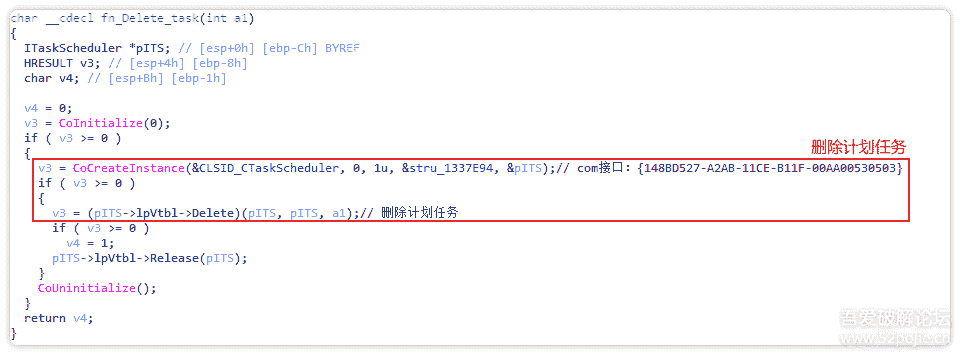 char __cdecl fn_Delete_task(int a1)
{
  ITaskScheduler *pITS; // [esp+0h] [ebp-Ch] BYREF
  HRESULT v3; // [esp+4h] [ebp-8h]
  char v4; // [esp+Bh] [ebp-1h]

  v4 = 0;
  v3 = CoInitialize(0);
  if ( v3 >= 0 )
  {
删除计划任务
    v3 = CoCreateInstance(&CLSID_CTaskScheduler, 0, 1u, &stru_1337E94, &pITS);// com接口：{148BD527-A2AB-11CE-B11F-00AA00530503}
    if ( v3 >= 0 )
    {
      v3 = (pITS->lpVtbl->Delete)(pITS, pITS, a1);// 删除计划任务
      if ( v3 >= 0 )
        v4 = 1;
      pITS->lpVtbl->Release(pITS);
    }
    CoUninitialize();
  }
  return v4;
}
吾爱破解论坛
www.52pojie.cn